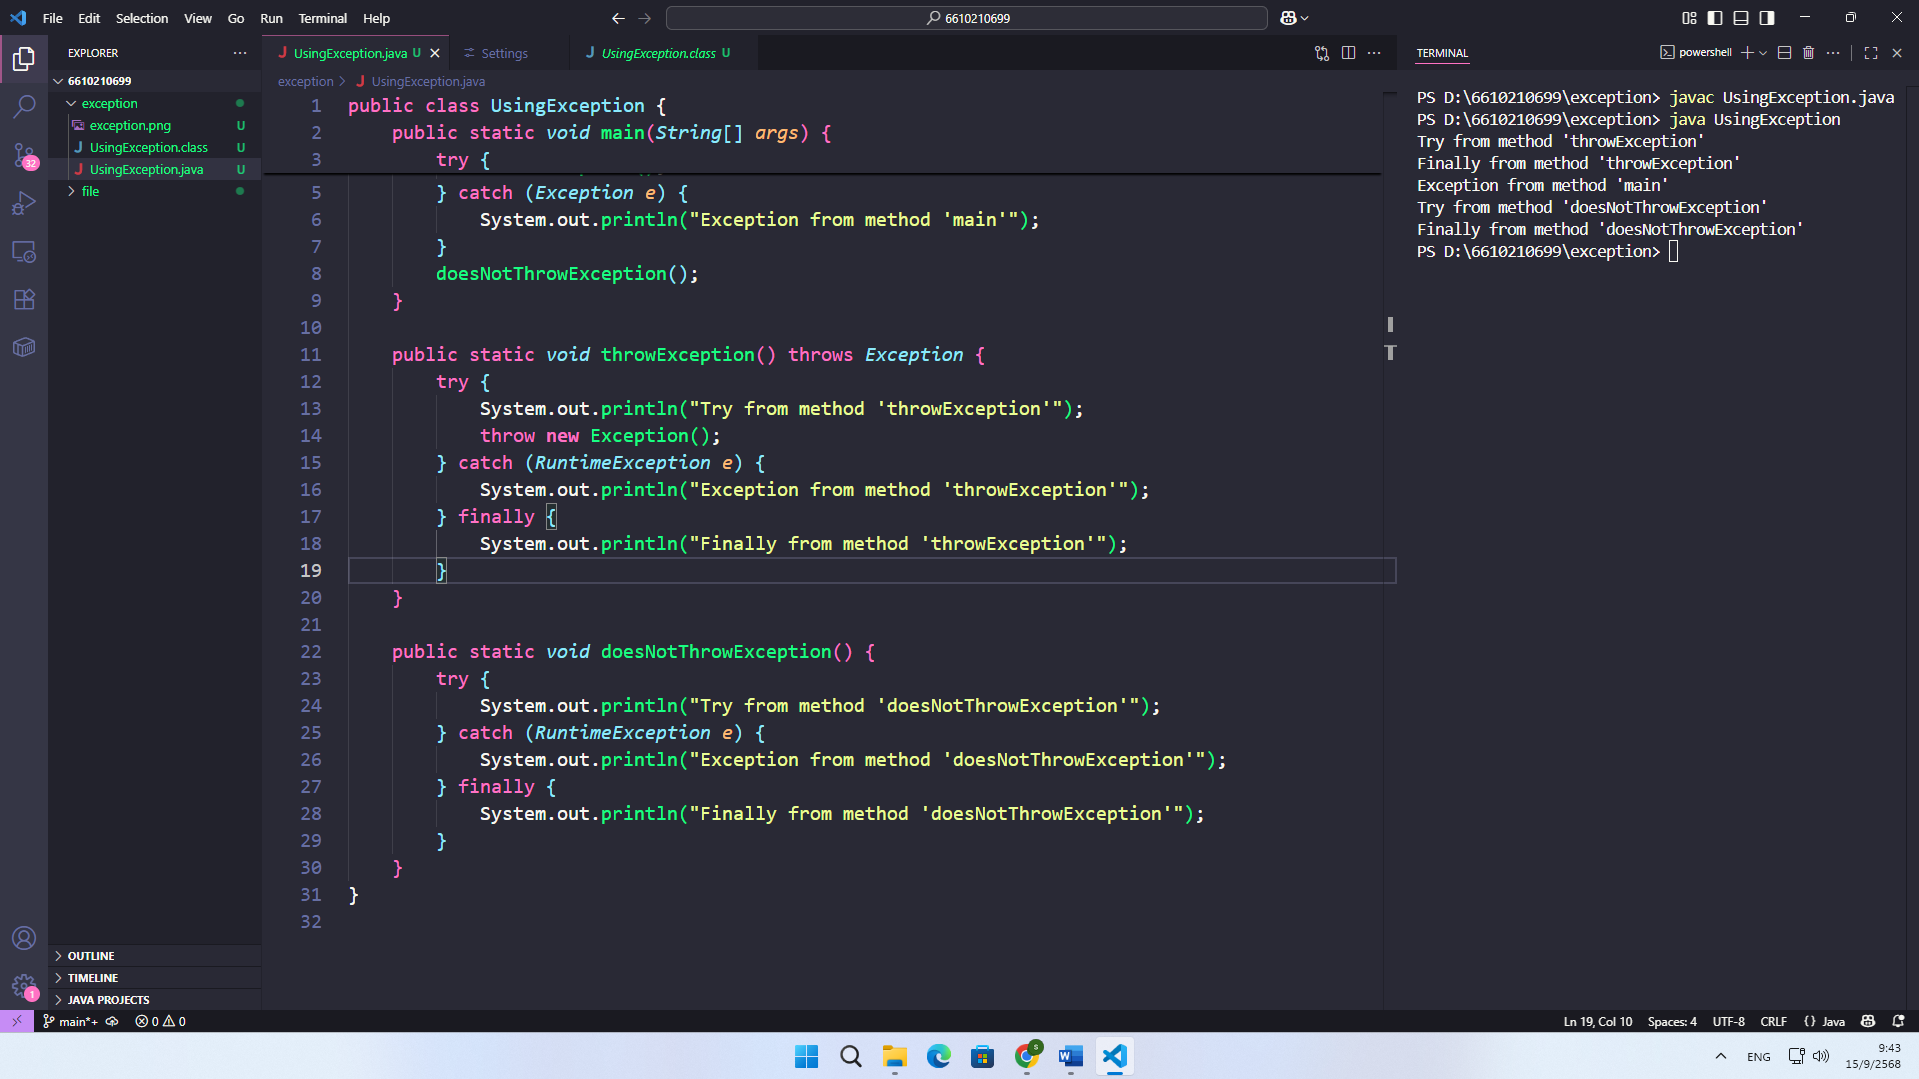 File Edit Selection View Go Run Terminal Help
6610210699
EXPLORER
6610210699
exception
exception.png U
UsingException.class U
UsingException.java U
file
32
1
OUTLINE
TIMELINE
JAVA PROJECTS
UsingException.java U
Settings
UsingException.class U
exception > UsingException.java
1 public class UsingException {
2 public static void main(String[] args) {
3 try {
5 } catch (Exception e) {
6 System.out.println("Exception from method 'main'");
7 }
8 doesNotThrowException();
9 }
10
11 public static void throwException() throws Exception {
12 try {
13 System.out.println("Try from method 'throwException'");
14 throw new Exception();
15 } catch (RuntimeException e) {
16 System.out.println("Exception from method 'throwException'");
17 } finally {
18 System.out.println("Finally from method 'throwException'");
19 }
20 }
21
22 public static void doesNotThrowException() {
23 try {
24 System.out.println("Try from method 'doesNotThrowException'");
25 } catch (RuntimeException e) {
26 System.out.println("Exception from method 'doesNotThrowException'");
27 } finally {
28 System.out.println("Finally from method 'doesNotThrowException'");
29 }
30 }
31 }
32
TERMINAL
powershell
PS D:\6610210699\exception> javac UsingException.java
PS D:\6610210699\exception> java UsingException
Try from method 'throwException'
Finally from method 'throwException'
Exception from method 'main'
Try from method 'doesNotThrowException'
Finally from method 'doesNotThrowException'
PS D:\6610210699\exception>
main*+ 0 0
Ln 19, Col 10 Spaces: 4 UTF-8 CRLF {} Java
S
ENG
9:43
15/9/2568